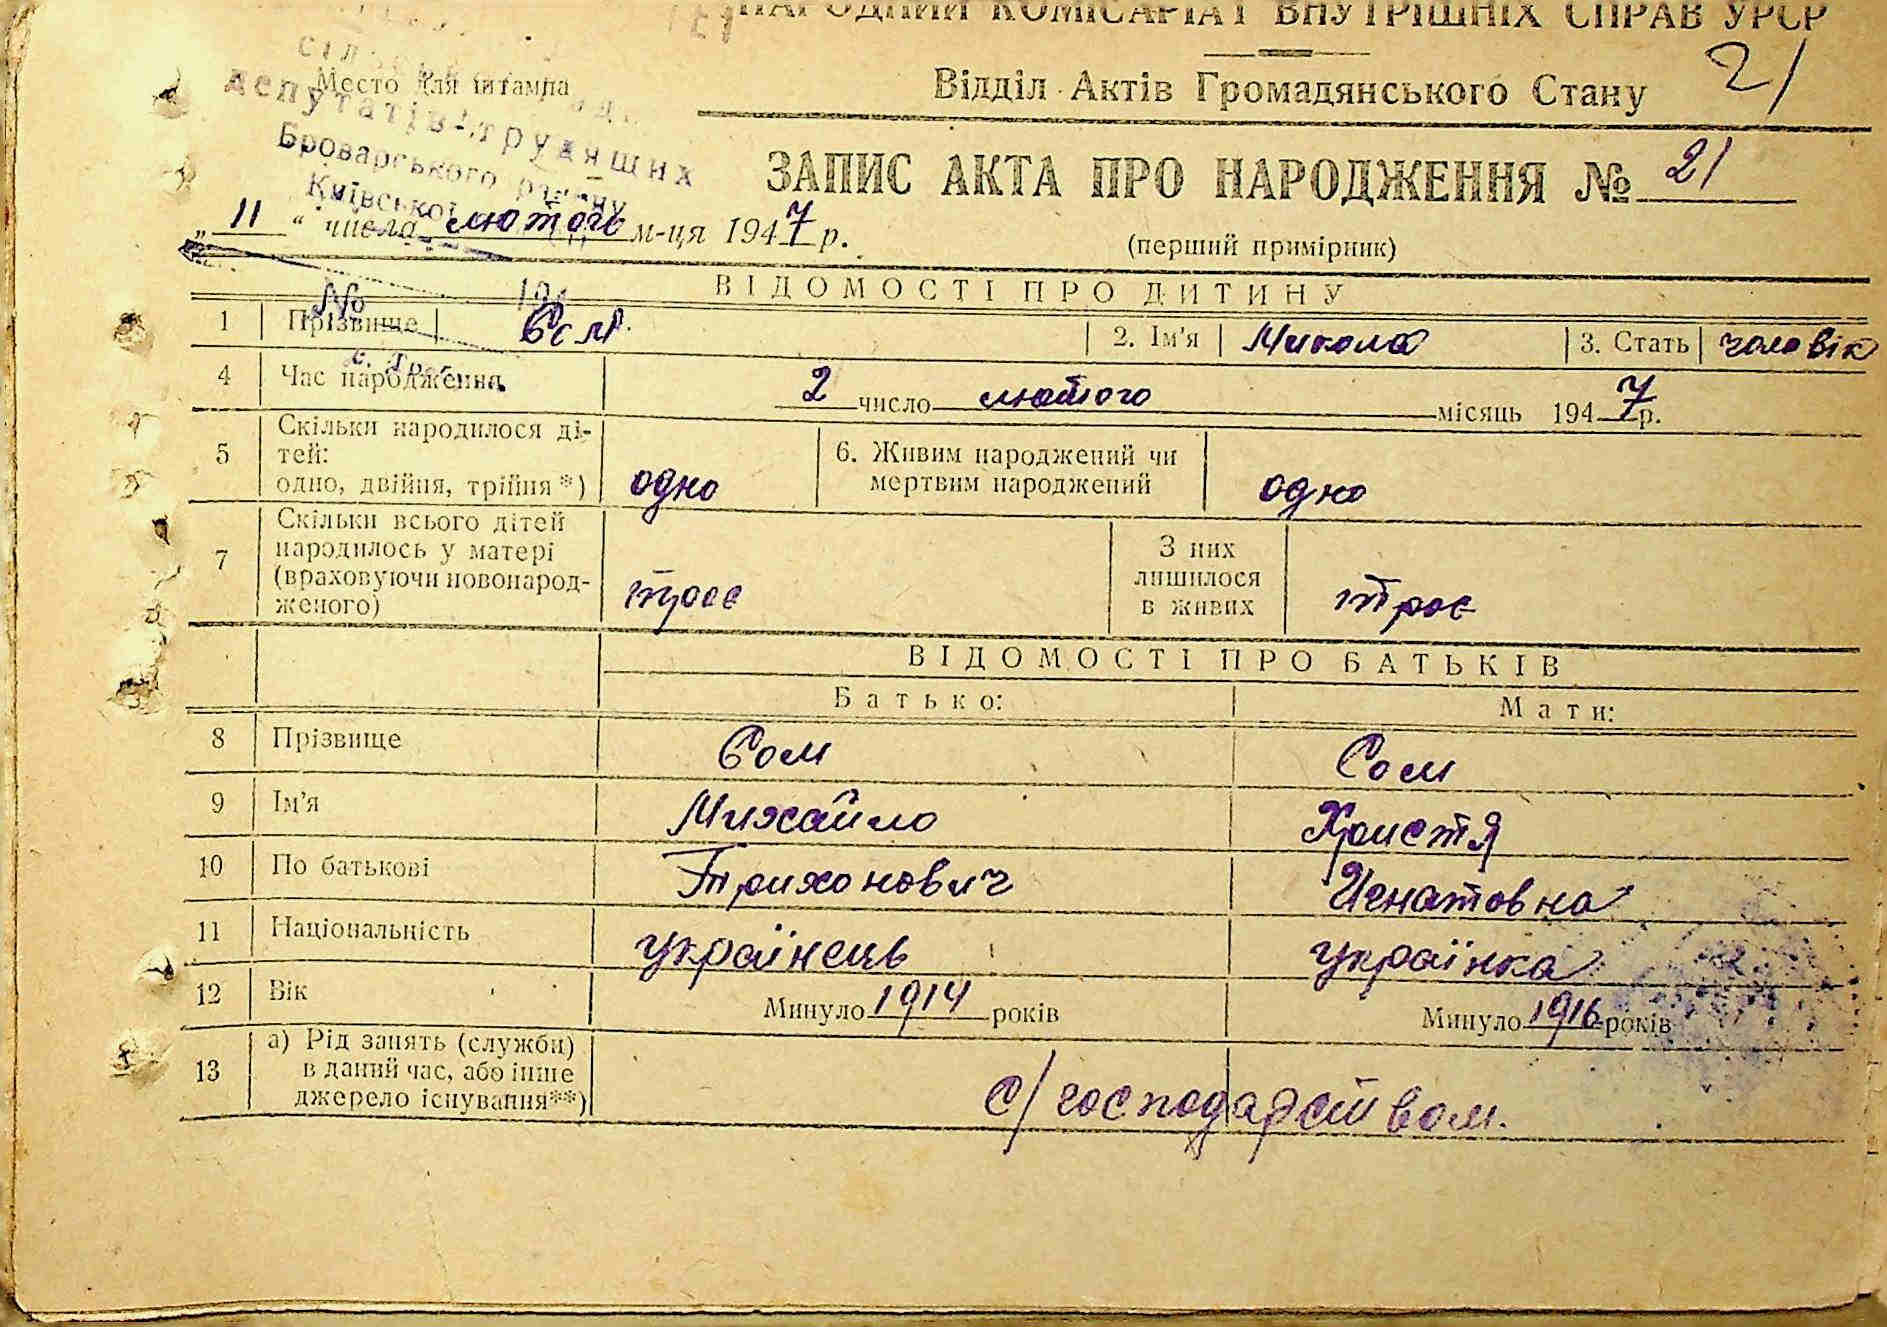 НАРОДНИЙ КОМІСАРІАТ ВНУТРІШНІХ СПРАВ УРСР
21
Место для штампа
Відділ Актів Громадянського Стану
депутатів трудящих
Броварського району
Київської
ЗАПИС АКТА ПРО НАРОДЖЕННЯ № 21
„11“ числа лютого м-ця 1947 р.
(перший примірник)
ВІДОМОСТІ ПРО ДИТИНУ
№
1 Прізвище Сом 2. Ім'я Микола 3. Стать чоловік
4 Час народження 2 число лютого місяць 1947 р.
5 Скільки народилося ді-
тей:
одно, двійня, трійня*) одно
6. Живим народжений чи
мертвим народжений одно
7 Скільки всього дітей
народилось у матері
(враховуючи новонарод-
женого) троє
З них
лишилося
в живих троє
ВІДОМОСТІ ПРО БАТЬКІВ
Батько: Мати:
8 Прізвище Сом Сом
9 Ім'я Михайло Христя
10 По батькові Трихонович Игнатовна
11 Національність українець українка
12 Вік Минуло 1914 років Минуло 1916 років
13 а) Рід занять (служби)
в даний час, або інше
джерело існування**) с/господарством.